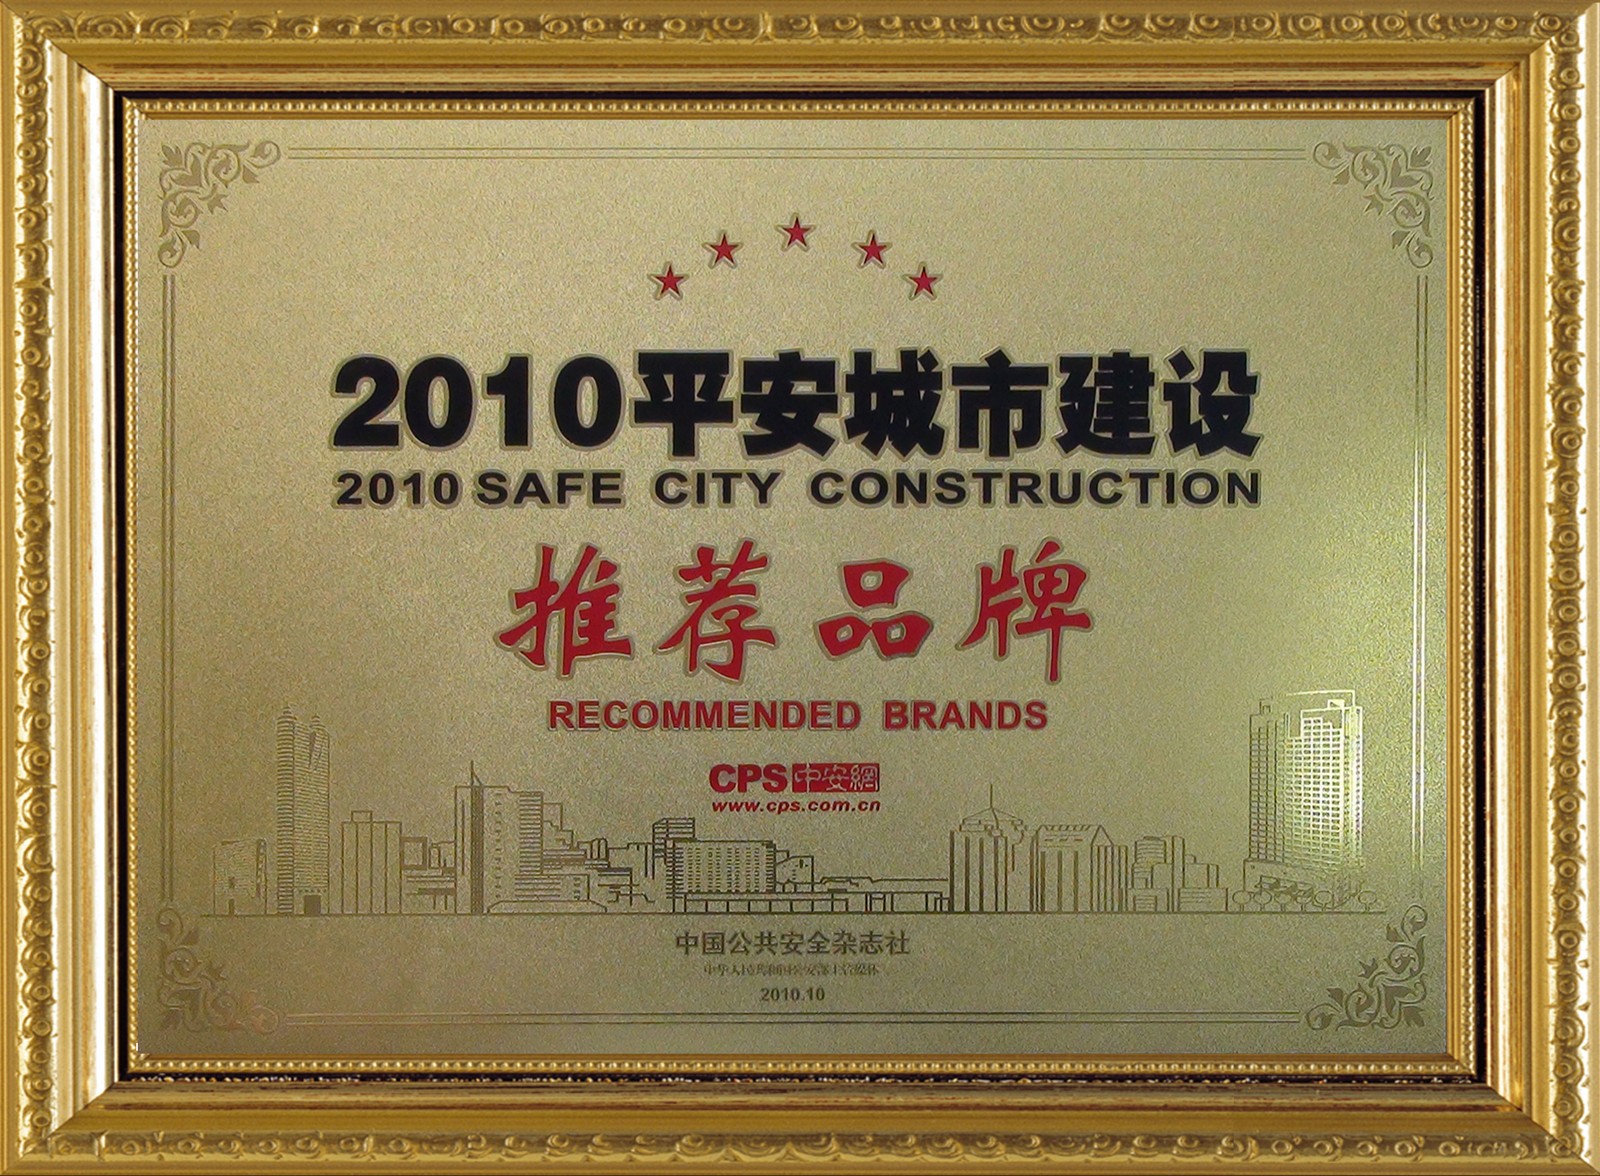 2010平安城市建设
2010 SAFE CITY CONSTRUCTION
推荐品牌
RECOMMENDED BRANDS
CPS中安網
www.cps.com.cn
中国公共安全杂志社
2010.10